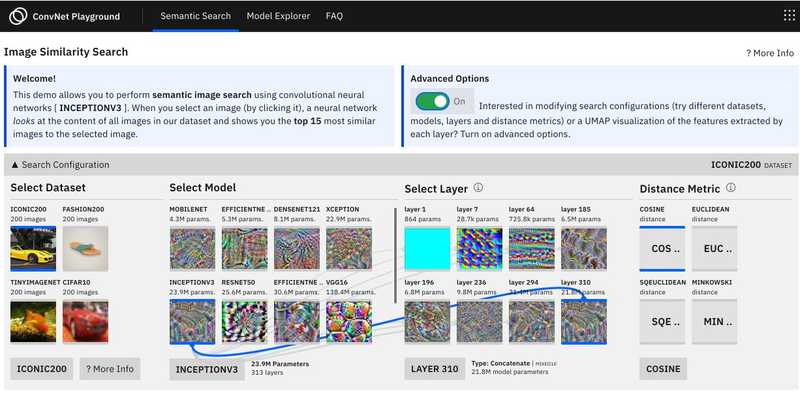 ConvNet Playground
Semantic Search
Model Explorer
FAQ
Image Similarity Search
? More Info
Welcome!
This demo allows you to perform semantic image search using convolutional neural
networks [ INCEPTIONV3 ]. When you select an image (by clicking it), a neural network
looks at the content of all images in our dataset and shows you the top 15 most similar
images to the selected image.
Advanced Options
On Interested in modifying search configurations (try different datasets,
models, layers and distance metrics) or a UMAP visualization of the features extracted by
each layer? Turn on advanced options.
▲ Search Configuration
ICONIC200 DATASET
Select Dataset
ICONIC200 FASHION200
200 images 200 images
TINYIMAGENET CIFAR10
200 images 200 images
ICONIC200
? More Info
Select Model
MOBILENET EFFICIENTNE .. DENSENET121 XCEPTION
4.3M params. 5.3M params. 8.1M params. 22.9M params.
INCEPTIONV3 RESNET50 EFFICIENTNE .. VGG16
23.9M params. 25.6M params. 30.6M params. 138.4M params.
INCEPTIONV3
23.9M Parameters
313 layers
Select Layer ⓘ
layer 1 layer 7 layer 64 layer 185
864 params 28.7k params 725.8k params 6.5M params
layer 196 layer 236 layer 294 layer 310
6.8M params 9.8M params 21.8M params
LAYER 310
Type: Concatenate | MIXED10
21.8M model parameters
Distance Metric ⓘ
COSINE EUCLIDEAN
distance distance
COS .. EUC ..
SQEUCLIDEAN MINKOWSKI
distance distance
SQE .. MIN ..
COSINE